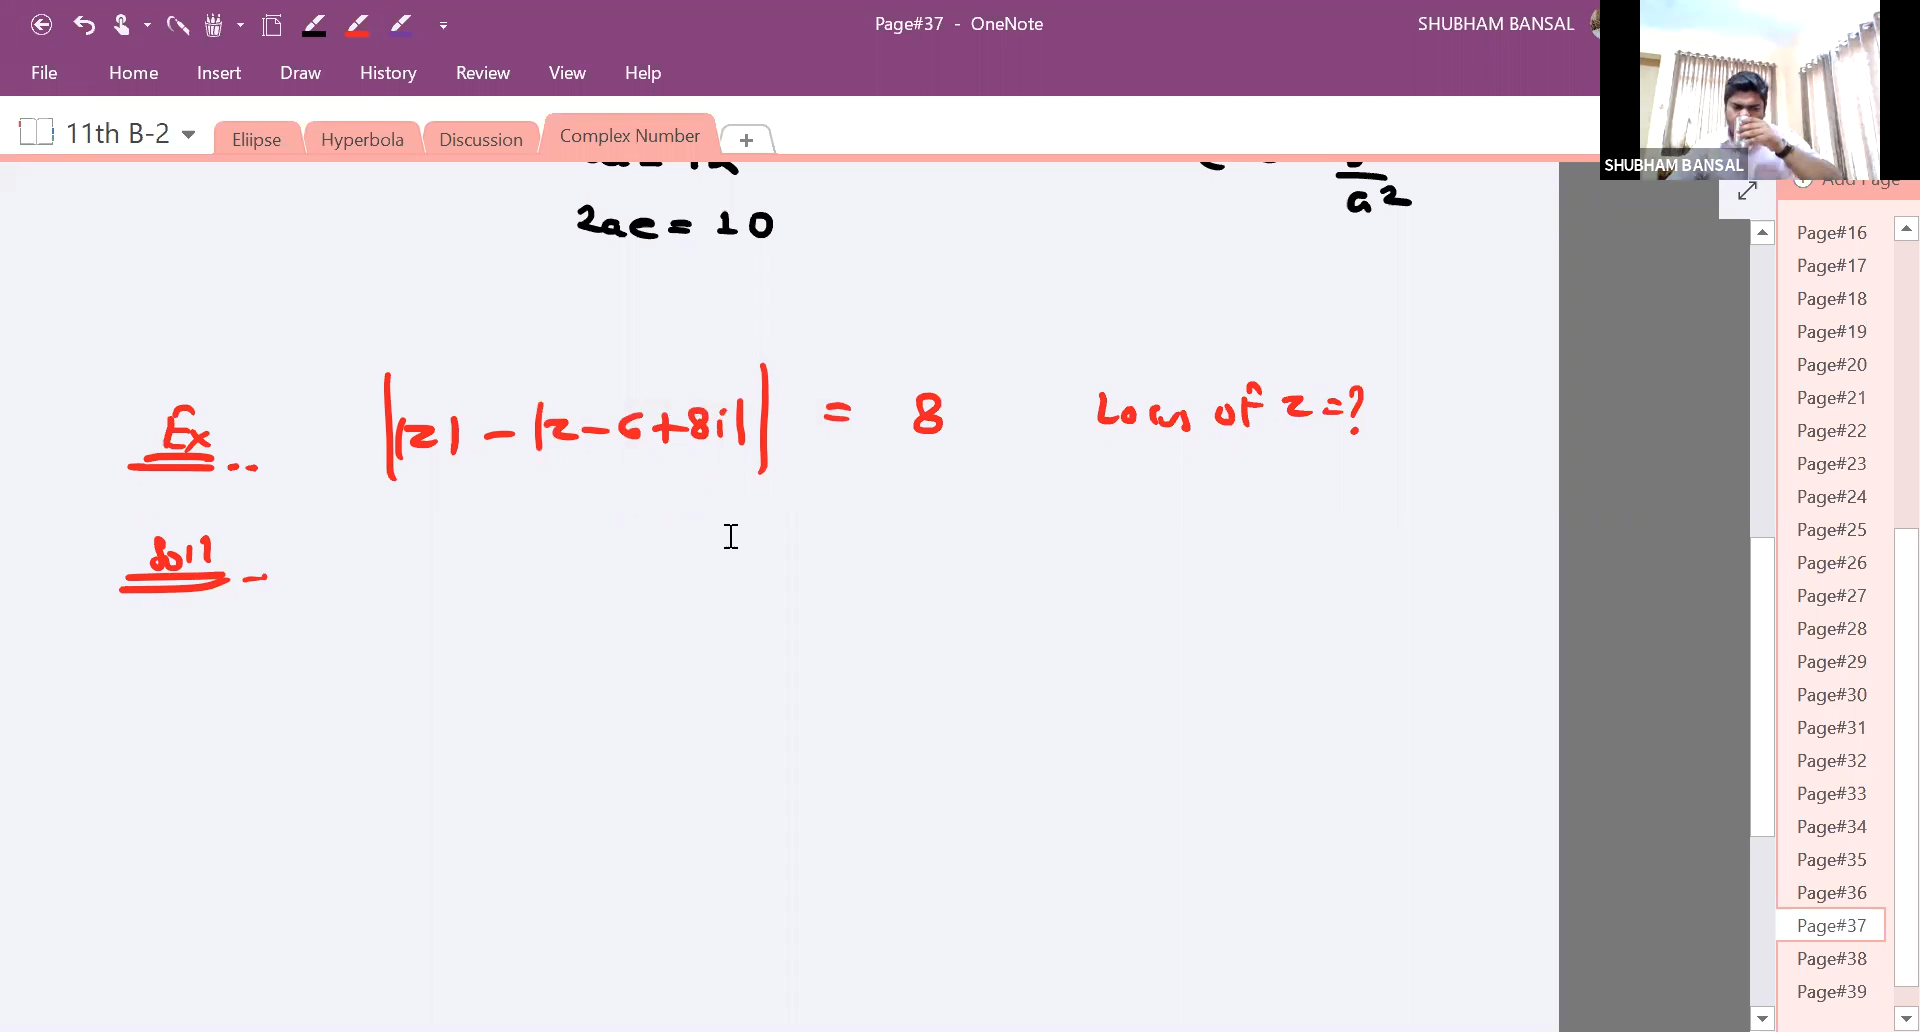 Page#37 - OneNote
SHUBHAM BANSAL
File Home Insert Draw History Review View Help
11th B-2 Eliipse Hyperbola Discussion Complex Number +
SHUBHAM BANSAL
Add Page
a²
2ae = 10
Ex ||z| - |z-6+8i|| = 8 Locus of z=?
Sol?
Page#16
Page#17
Page#18
Page#19
Page#20
Page#21
Page#22
Page#23
Page#24
Page#25
Page#26
Page#27
Page#28
Page#29
Page#30
Page#31
Page#32
Page#33
Page#34
Page#35
Page#36
Page#37
Page#38
Page#39